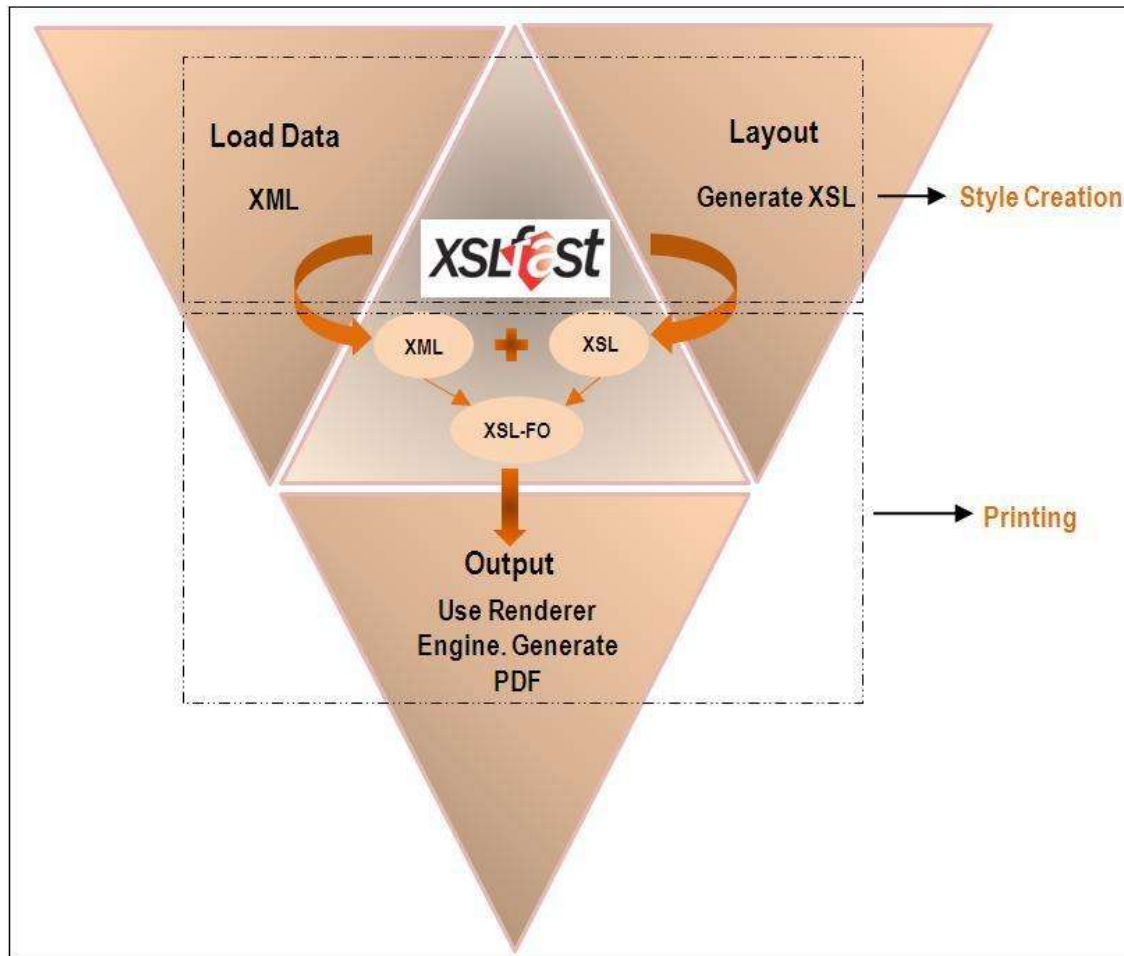 Load Data
XML
Layout
Generate XSL
Style Creation
XSLfast
XML
XSL
XSL-FO
Printing
Output
Use Renderer
Engine. Generate
PDF